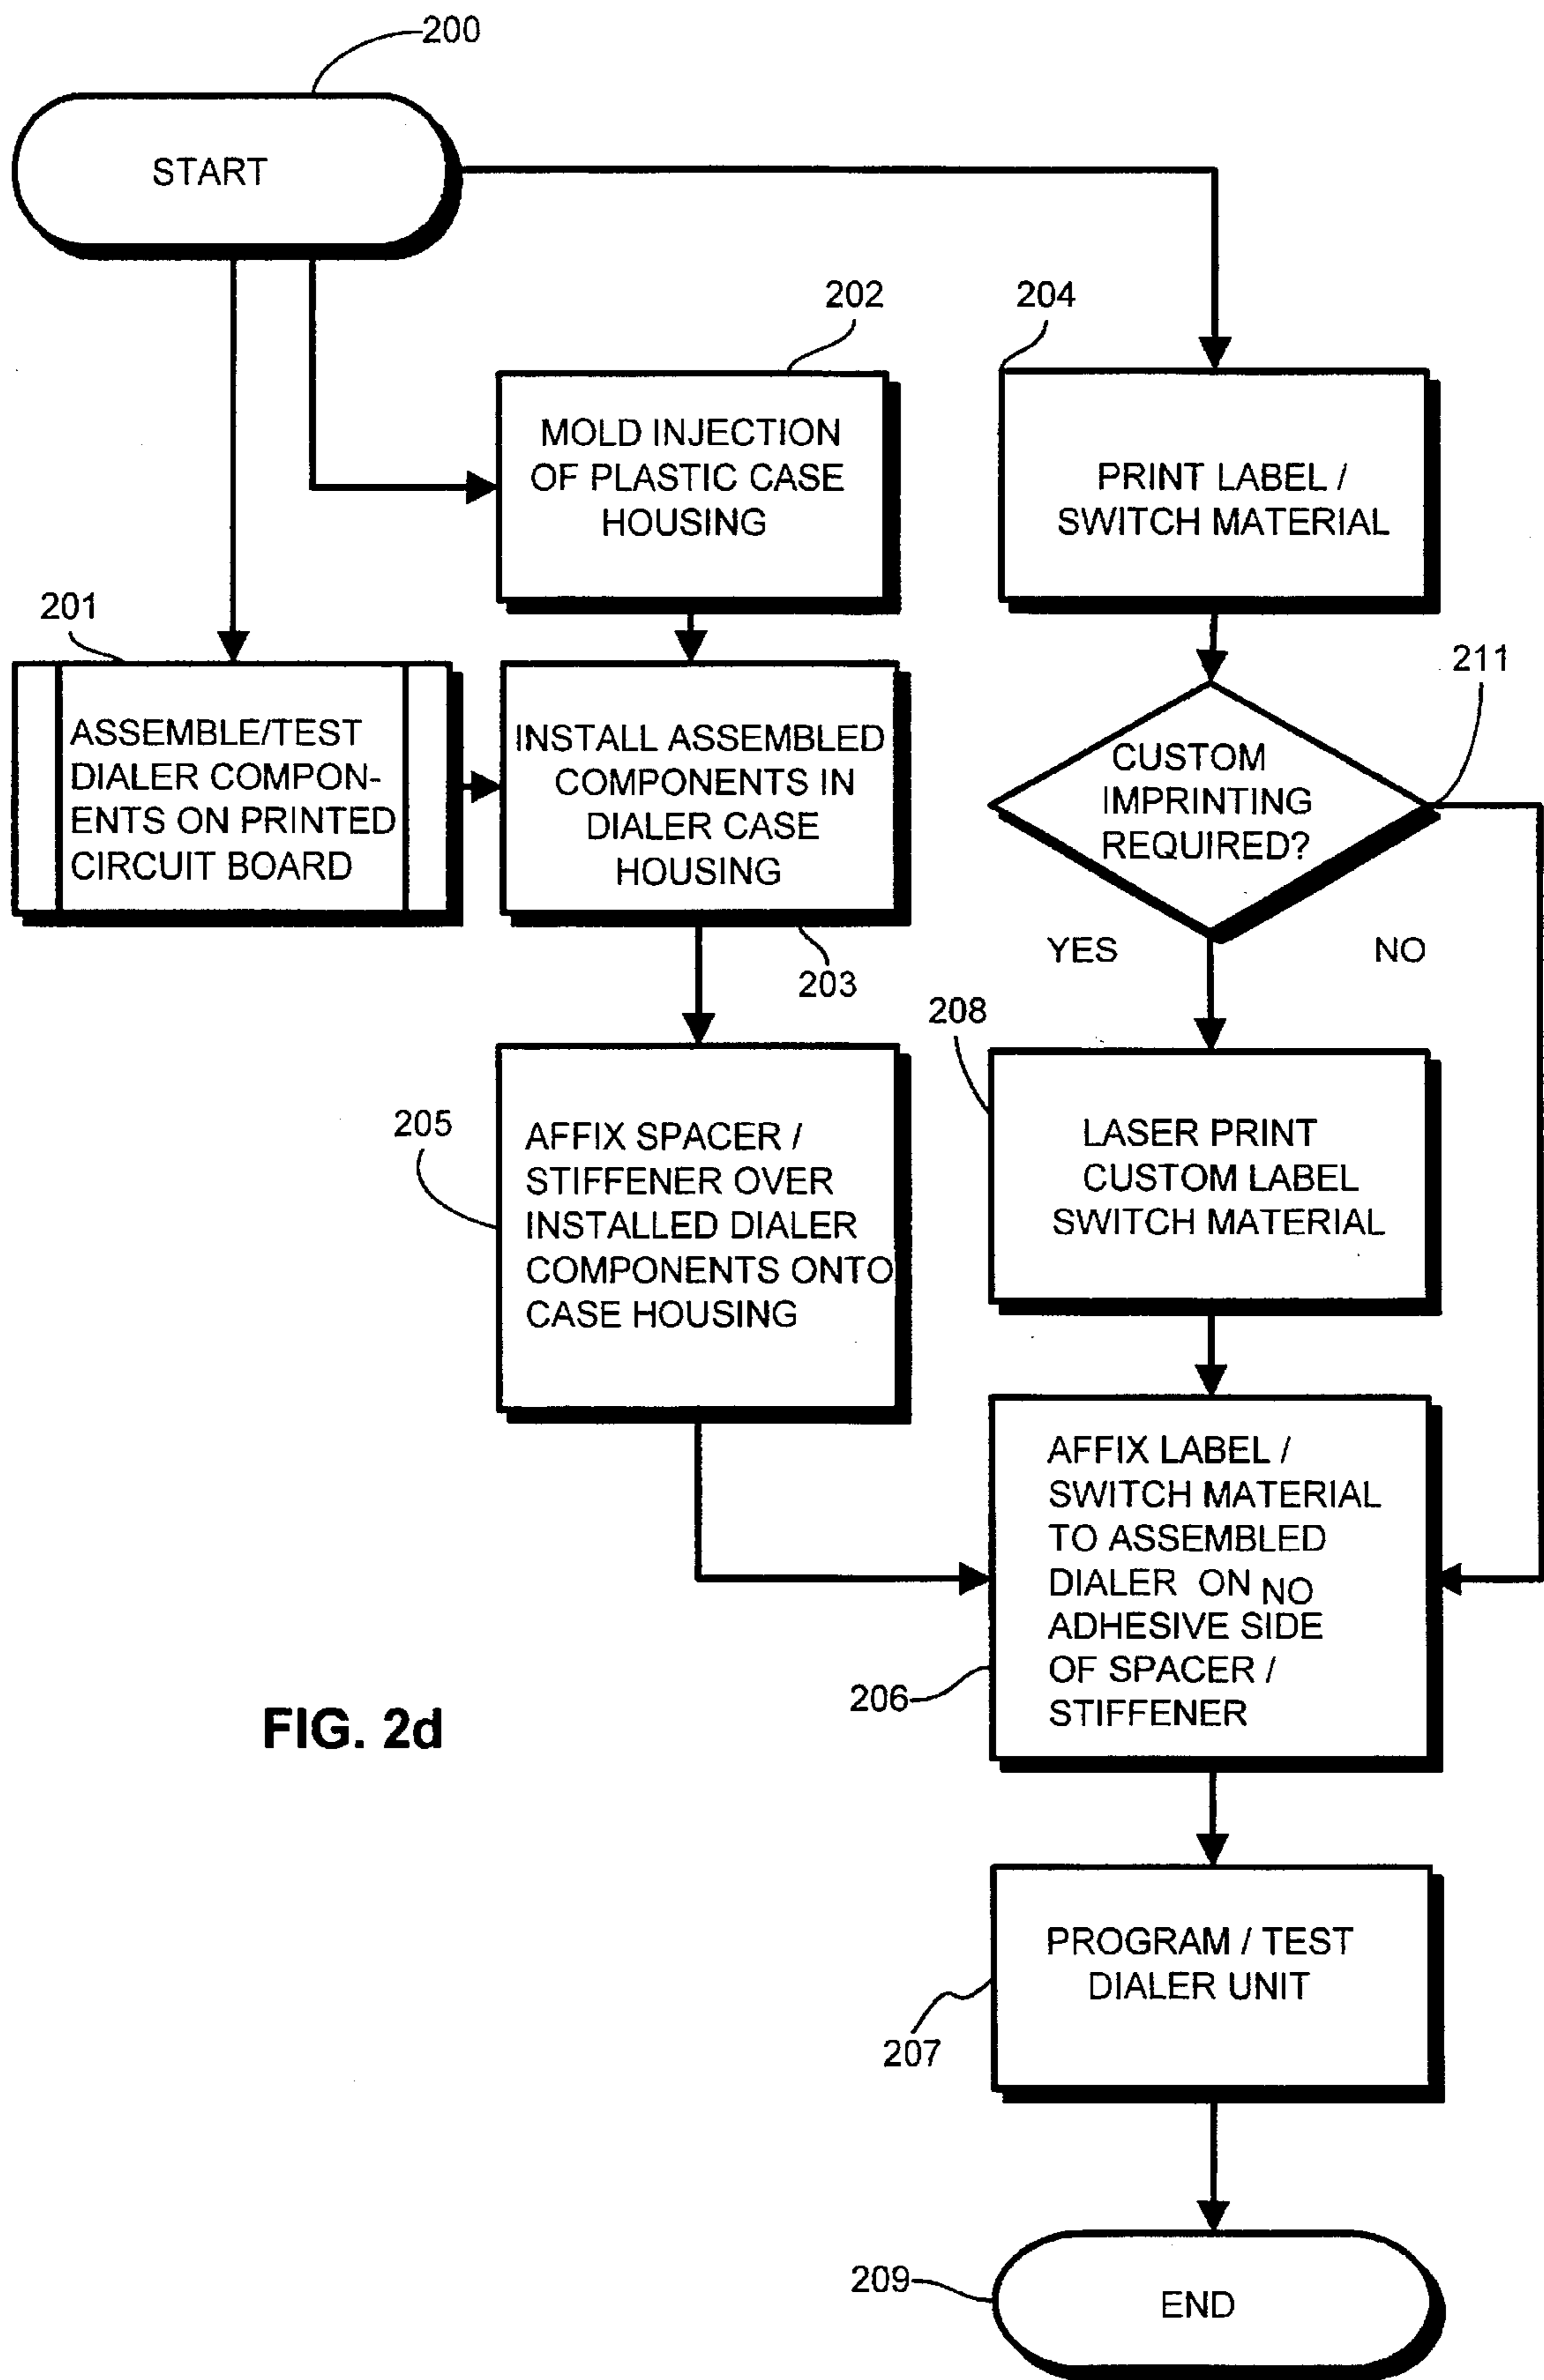 200
START
202
204
MOLD INJECTION
OF PLASTIC CASE
HOUSING
PRINT LABEL /
SWITCH MATERIAL
201
211
ASSEMBLE/TEST
DIALER COMPON-
ENTS ON PRINTED
CIRCUIT BOARD
INSTALL ASSEMBLED
COMPONENTS IN
DIALER CASE
HOUSING
CUSTOM
IMPRINTING
REQUIRED?
YES
NO
203
208
205
AFFIX SPACER /
STIFFENER OVER
INSTALLED DIALER
COMPONENTS ONTO
CASE HOUSING
LASER PRINT
CUSTOM LABEL
SWITCH MATERIAL
AFFIX LABEL /
SWITCH MATERIAL
TO ASSEMBLED
DIALER ON NO
ADHESIVE SIDE
OF SPACER /
STIFFENER
206
FIG. 2d
PROGRAM / TEST
DIALER UNIT
207
209
END